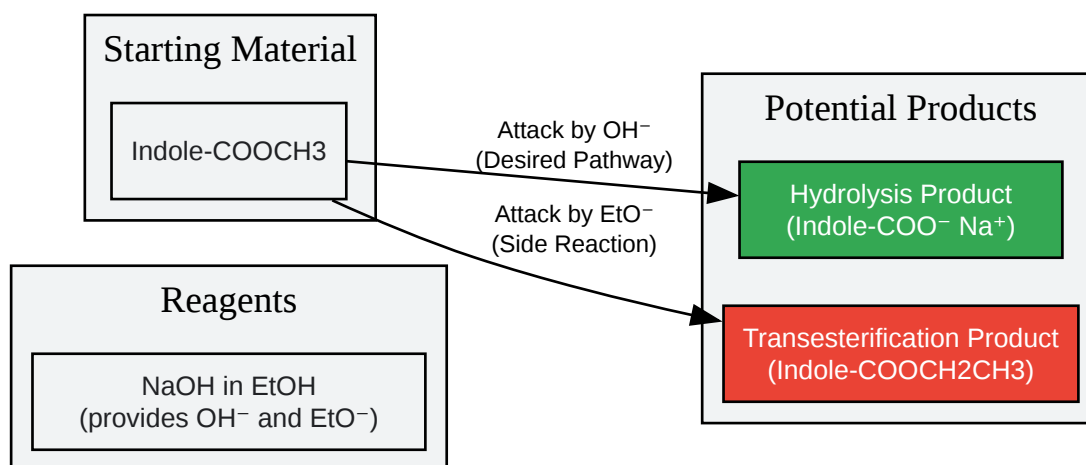 Starting Material
Indole-COOCH3
Attack by OH⁻
(Desired Pathway)
Attack by EtO⁻
(Side Reaction)
Potential Products
Hydrolysis Product
(Indole-COO⁻ Na⁺)
Transesterification Product
(Indole-COOCH2CH3)
Reagents
NaOH in EtOH
(provides OH⁻ and EtO⁻)